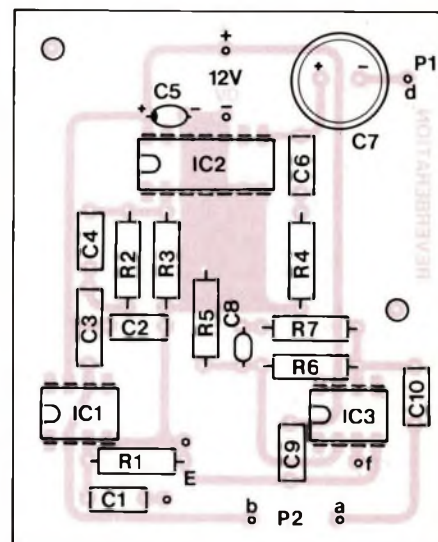 +
P1
C5
12V
+ -
d
+ -
-
C7
IC2
C6
REVERBERATION
C4
R2
R3
R4
C3
C2
R5
C8
R7
R6
IC1
IC3
C10
R1
E
C9
f
C1
b
P2
a